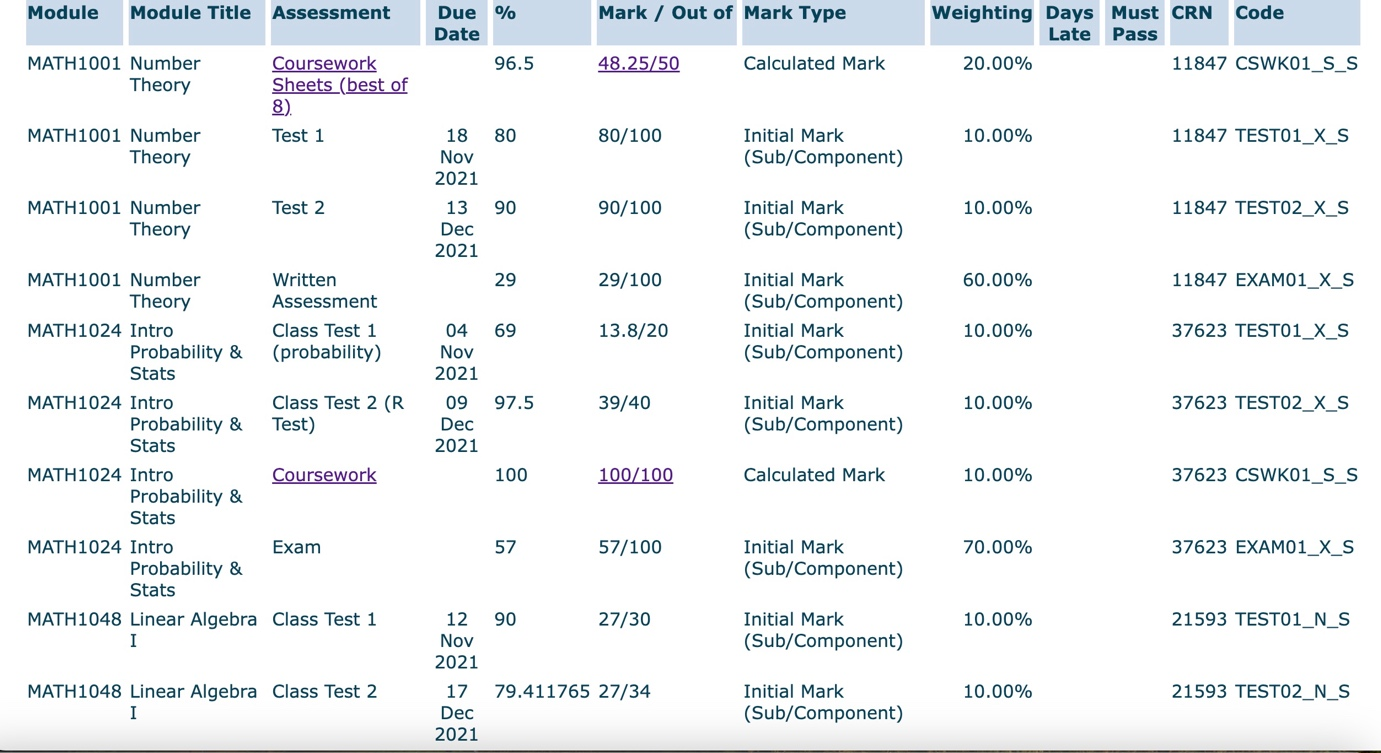 Module Module Title Assessment Due Date % Mark / Out of Mark Type Weighting Days Late Must Pass CRN Code
MATH1001 Number Theory Coursework Sheets (best of 8) 96.5 48.25/50 Calculated Mark 20.00% 11847 CSWK01_S_S
MATH1001 Number Theory Test 1 18 Nov 2021 80 80/100 Initial Mark (Sub/Component) 10.00% 11847 TEST01_X_S
MATH1001 Number Theory Test 2 13 Dec 2021 90 90/100 Initial Mark (Sub/Component) 10.00% 11847 TEST02_X_S
MATH1001 Number Theory Written Assessment 29 29/100 Initial Mark (Sub/Component) 60.00% 11847 EXAM01_X_S
MATH1024 Intro Probability & Stats Class Test 1 (probability) 04 Nov 2021 69 13.8/20 Initial Mark (Sub/Component) 10.00% 37623 TEST01_X_S
MATH1024 Intro Probability & Stats Class Test 2 (R Test) 09 Dec 2021 97.5 39/40 Initial Mark (Sub/Component) 10.00% 37623 TEST02_X_S
MATH1024 Intro Probability & Stats Coursework 100 100/100 Calculated Mark 10.00% 37623 CSWK01_S_S
MATH1024 Intro Probability & Stats Exam 57 57/100 Initial Mark (Sub/Component) 70.00% 37623 EXAM01_X_S
MATH1048 Linear Algebra I Class Test 1 12 Nov 2021 90 27/30 Initial Mark (Sub/Component) 10.00% 21593 TEST01_N_S
MATH1048 Linear Algebra I Class Test 2 17 Dec 2021 79.411765 27/34 Initial Mark (Sub/Component) 10.00% 21593 TEST02_N_S